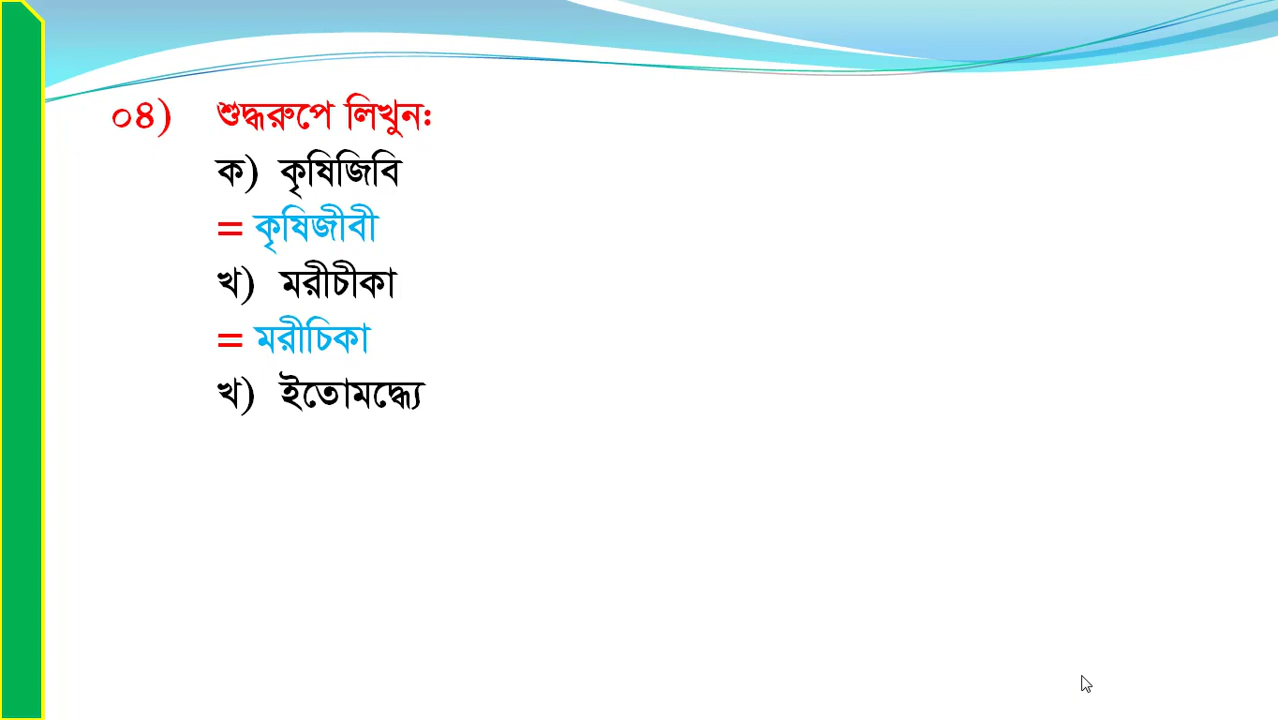 ০৪) শুদ্ধরুপে লিখুনঃ
ক) কৃষিজিবি
= কৃষিজীবী
খ) মরীচীকা
= মরীচিকা
খ) ইতোমদ্ধ্যে